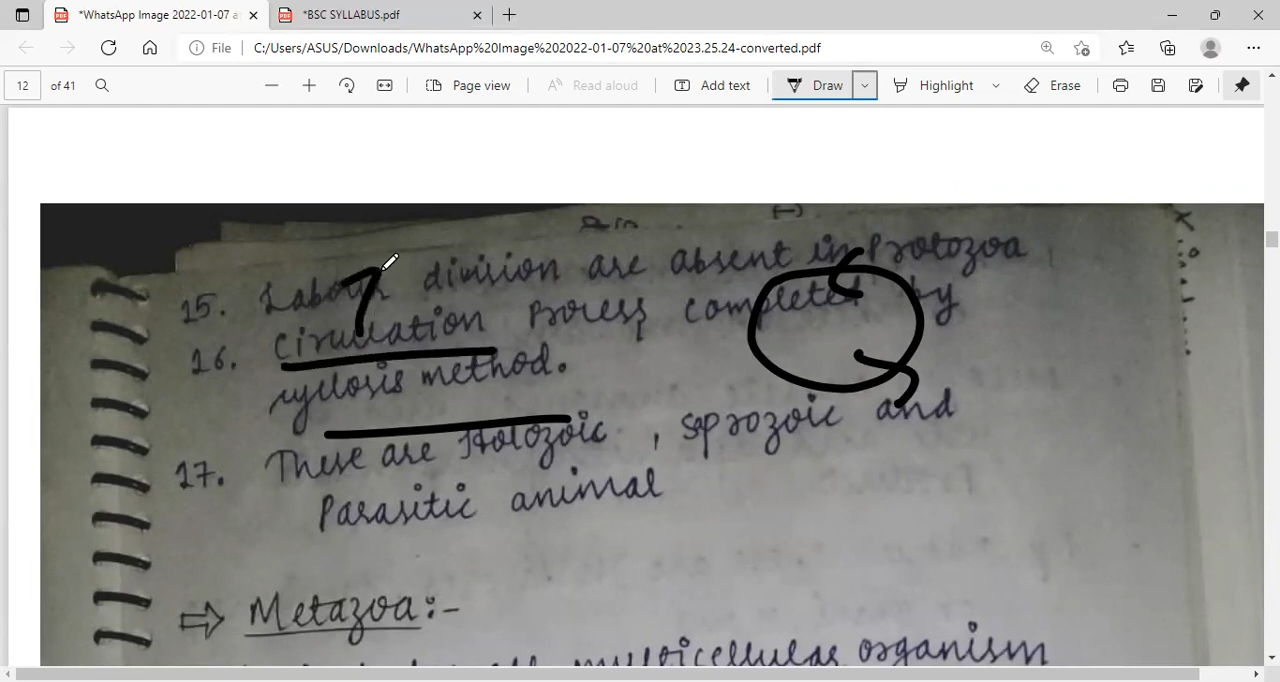 *WhatsApp Image 2022-01-07 a
*BSC SYLLABUS.pdf
File C:/Users/ASUS/Downloads/WhatsApp%20Image%202022-01-07%20at%2023.25.24-converted.pdf
12 of 41 Page view Read aloud Add text Draw Highlight Erase
15. Labour division are absent in Protozoa
16. Cirullation Process completed by
cyclosis method.
17. These are Holozoic, saprozoic and
Parasitic animal
⇒ Metazoa:-
multicellular organism